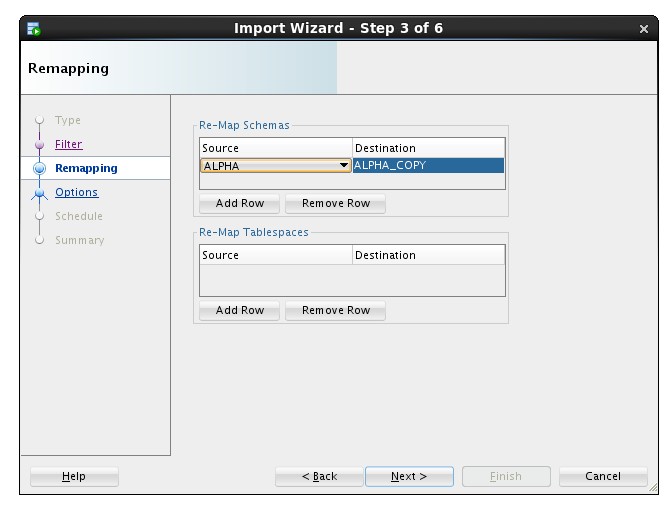 Import Wizard - Step 3 of 6
Remapping
Type
Filter
Remapping
Options
Schedule
Summary
Re-Map Schemas
Source Destination
ALPHA ALPHA_COPY
Add Row Remove Row
Re-Map Tablespaces
Source Destination
Add Row Remove Row
Help < Back Next > Finish Cancel